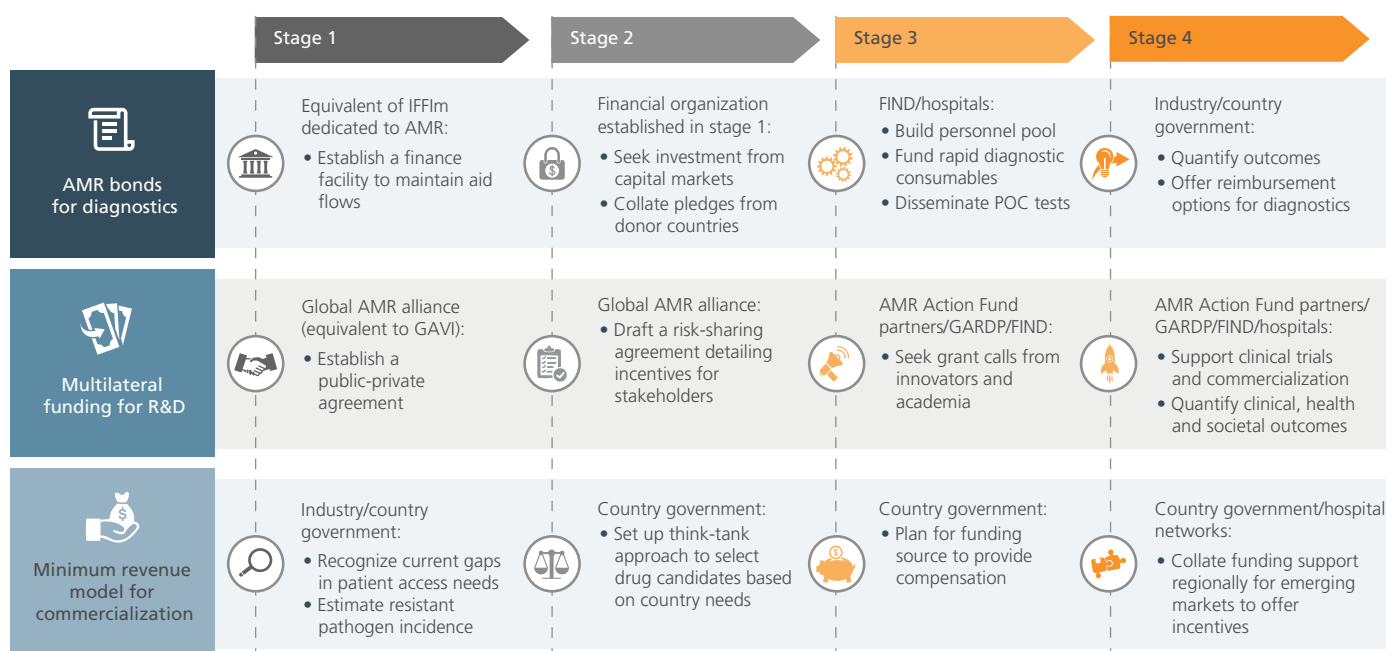 Stage 1
Stage 2
Stage 3
Stage 4
AMR bonds
for diagnostics
Equivalent of IFFIm
dedicated to AMR:
• Establish a finance
facility to maintain aid
flows
Financial organization
established in stage 1:
• Seek investment from
capital markets
• Collate pledges from
donor countries
FIND/hospitals:
• Build personnel pool
• Fund rapid diagnostic
consumables
• Disseminate POC tests
Industry/country
government:
• Quantify outcomes
• Offer reimbursement
options for diagnostics
Multilateral
funding for R&D
Global AMR alliance
(equivalent to GAVI):
• Establish a
public-private
agreement
Global AMR alliance:
• Draft a risk-sharing
agreement detailing
incentives for
stakeholders
AMR Action Fund
partners/GARDP/FIND:
• Seek grant calls from
innovators and
academia
AMR Action Fund partners/
GARDP/FIND/hospitals:
• Support clinical trials
and commercialization
• Quantify clinical, health
and societal outcomes
Minimum revenue
model for
commercialization
Industry/country
government:
• Recognize current gaps
in patient access needs
• Estimate resistant
pathogen incidence
Country government:
• Set up think-tank
approach to select
drug candidates based
on country needs
Country government:
• Plan for funding
source to provide
compensation
Country government/hospital
networks:
• Collate funding support
regionally for emerging
markets to offer
incentives